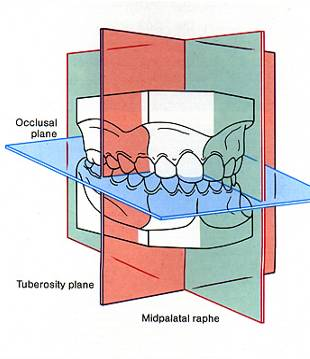 Occlusal
plane
Tuberosity plane
Midpalatal raphe